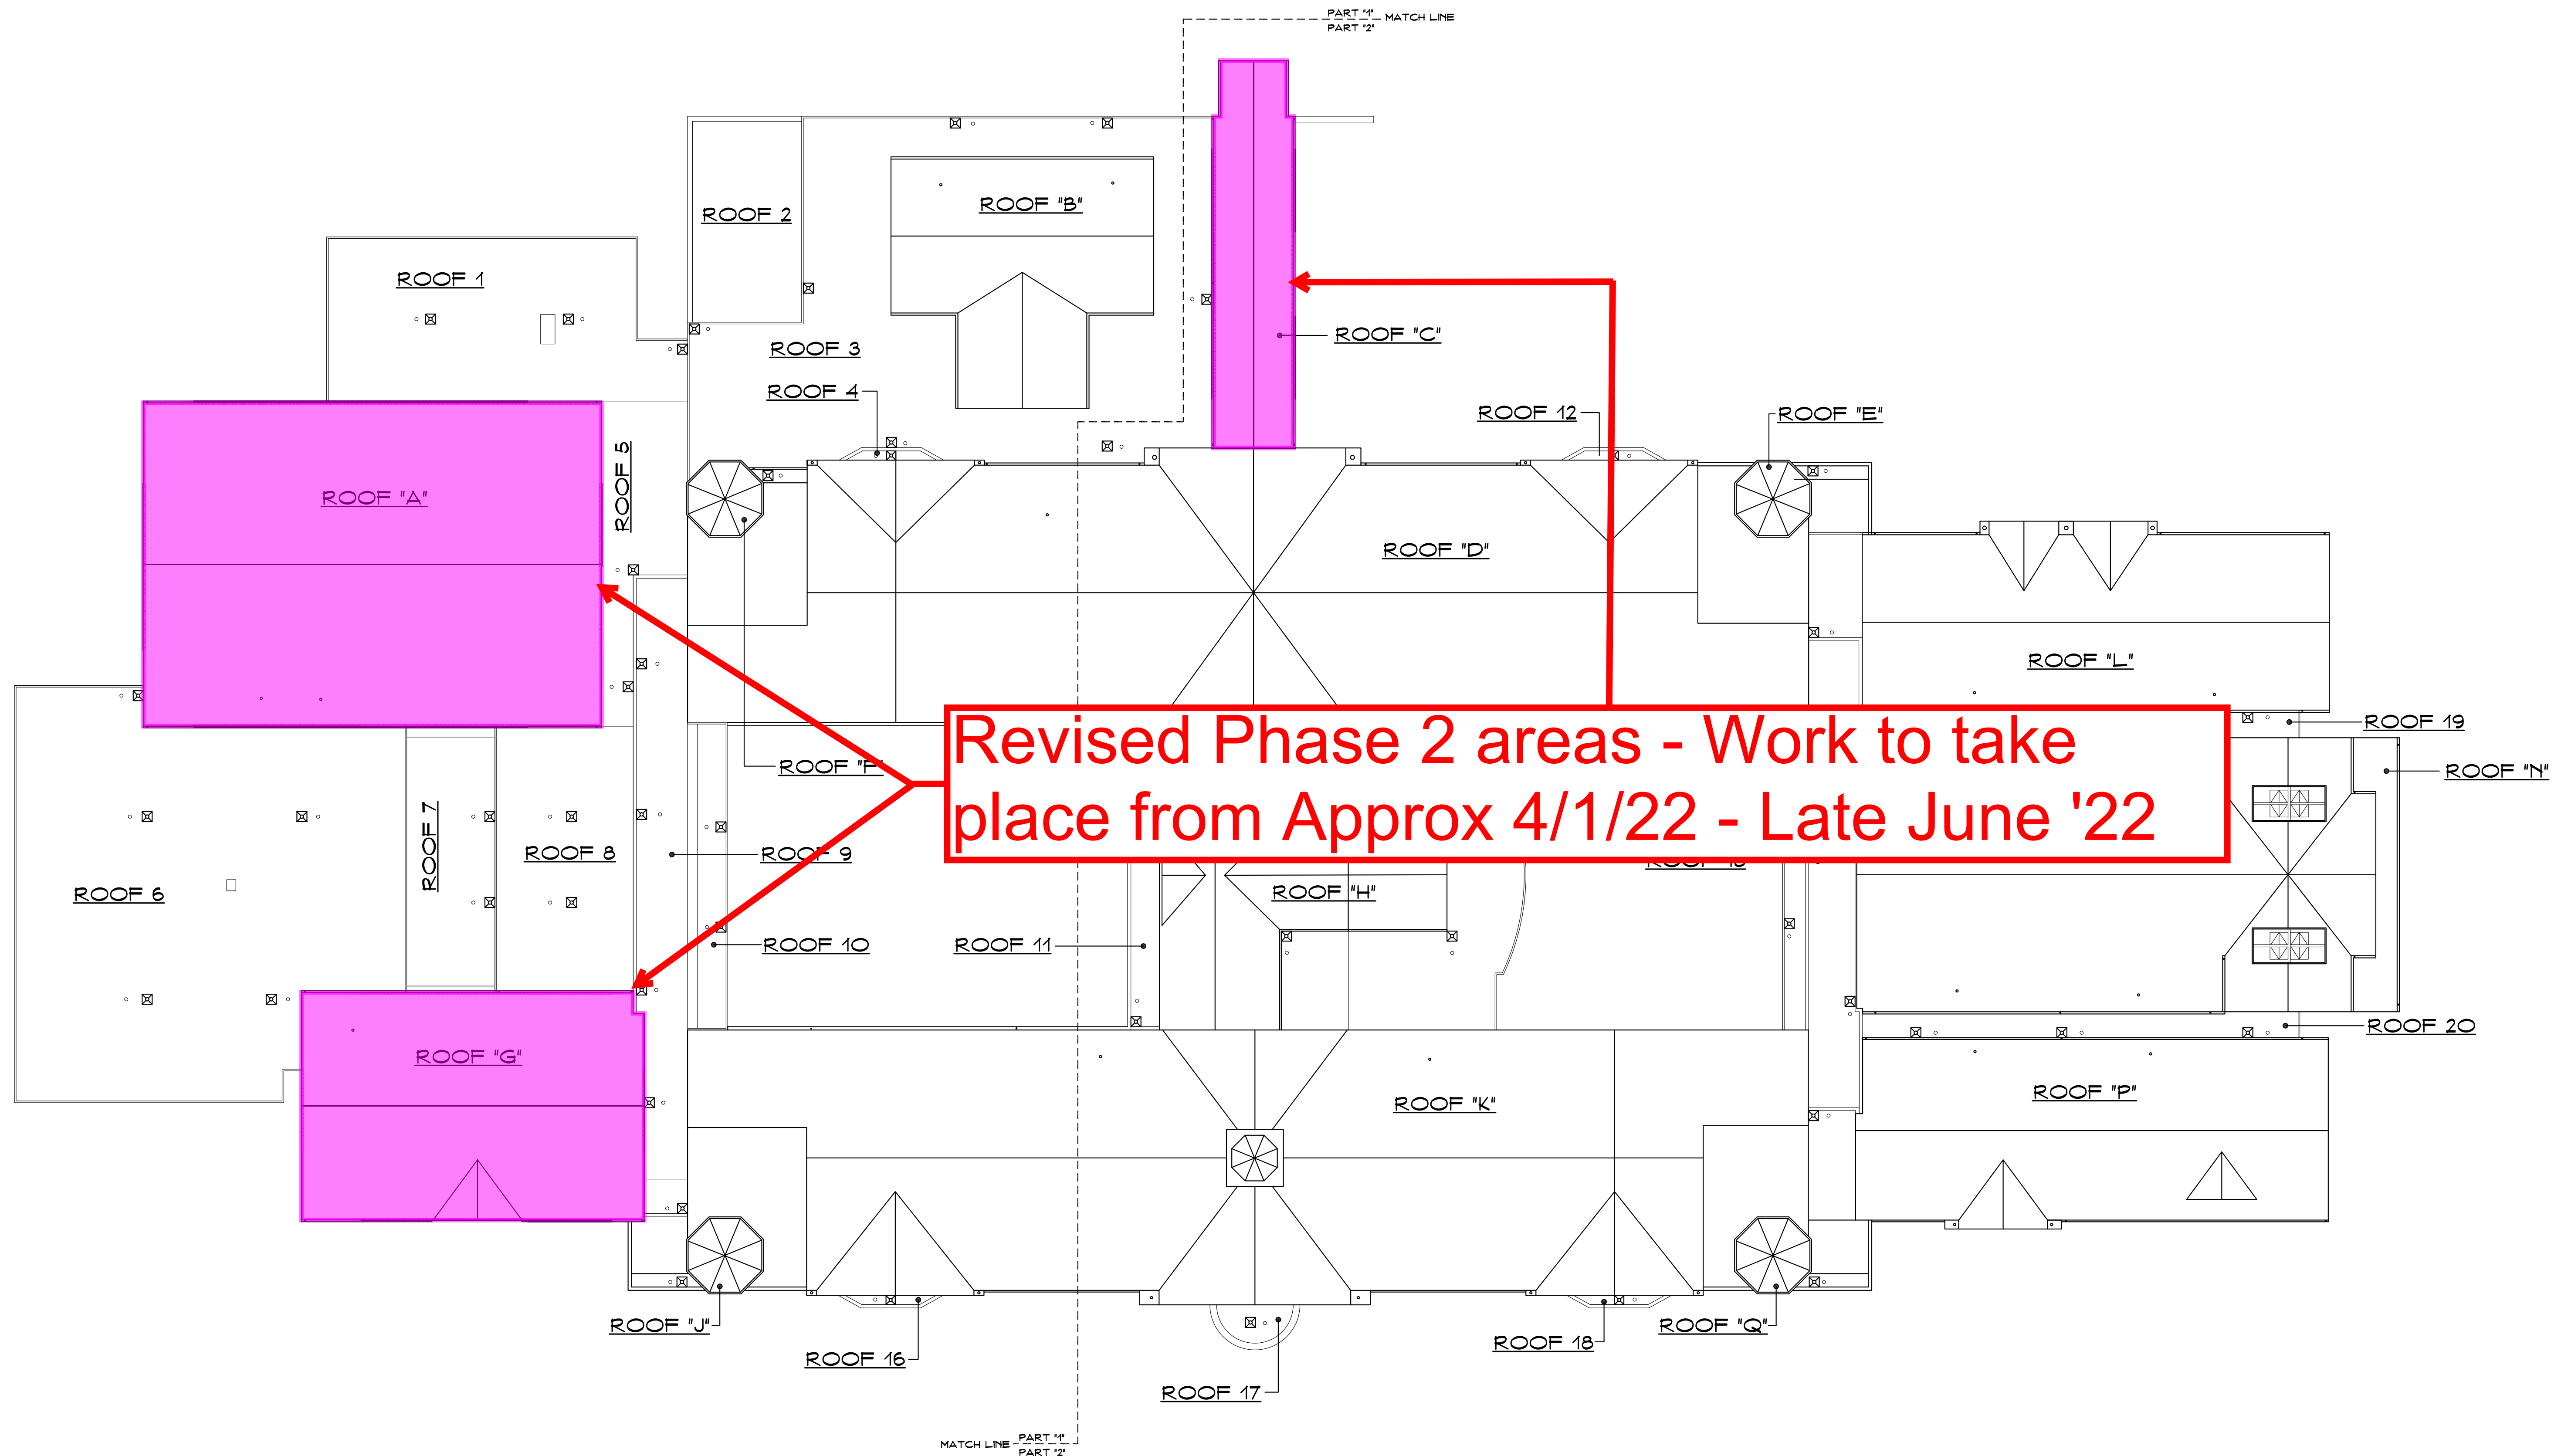 PART "1"
MATCH LINE
PART "2"
ROOF 2
ROOF "B"
ROOF 1
ROOF 3
ROOF "C"
ROOF 4
ROOF 12
ROOF "E"
ROOF 5
ROOF "A"
ROOF "D"
ROOF "L"
Revised Phase 2 areas - Work to take
place from Approx 4/1/22 - Late June '22
ROOF 19
ROOF "F"
ROOF "N"
ROOF 7
ROOF 8
ROOF 9
ROOF 6
ROOF "H"
ROOF 10
ROOF 11
ROOF 20
ROOF "G"
ROOF "K"
ROOF "P"
ROOF "J"
ROOF 16
ROOF 18
ROOF "Q"
ROOF 17
MATCH LINE
PART "1"
PART "2"